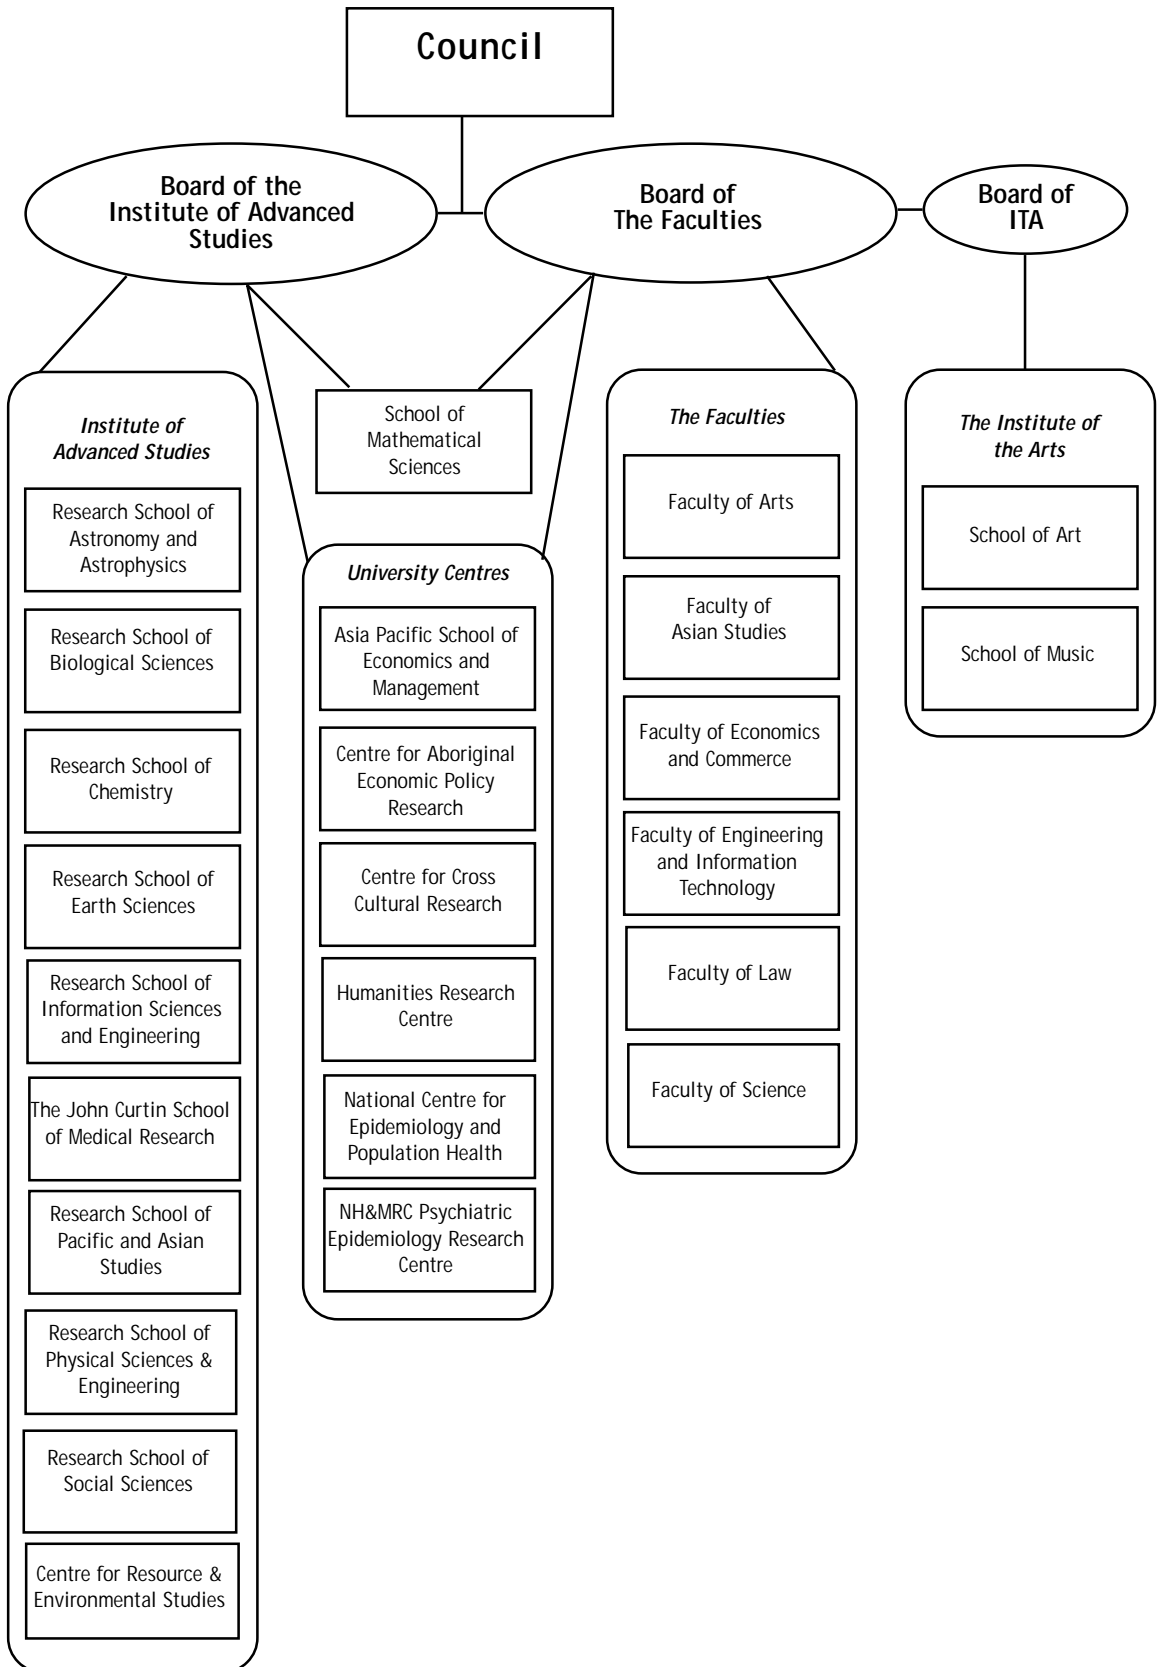 Council
Board of the
Institute of Advanced
Studies
Board of
The Faculties
Board of
ITA
Institute of
Advanced Studies
Research School of
Astronomy and
Astrophysics
Research School of
Biological Sciences
Research School of
Chemistry
Research School of
Earth Sciences
Research School of
Information Sciences
and Engineering
The John Curtin School
of Medical Research
Research School of
Pacific and Asian
Studies
Research School of
Physical Sciences &
Engineering
Research School of
Social Sciences
Centre for Resource &
Environmental Studies
School of
Mathematical
Sciences
University Centres
Asia Pacific School of
Economics and
Management
Centre for Aboriginal
Economic Policy
Research
Centre for Cross
Cultural Research
Humanities Research
Centre
National Centre for
Epidemiology and
Population Health
NH&MRC Psychiatric
Epidemiology Research
Centre
The Faculties
Faculty of Arts
Faculty of
Asian Studies
Faculty of Economics
and Commerce
Faculty of Engineering
and Information
Technology
Faculty of Law
Faculty of Science
The Institute of
the Arts
School of Art
School of Music